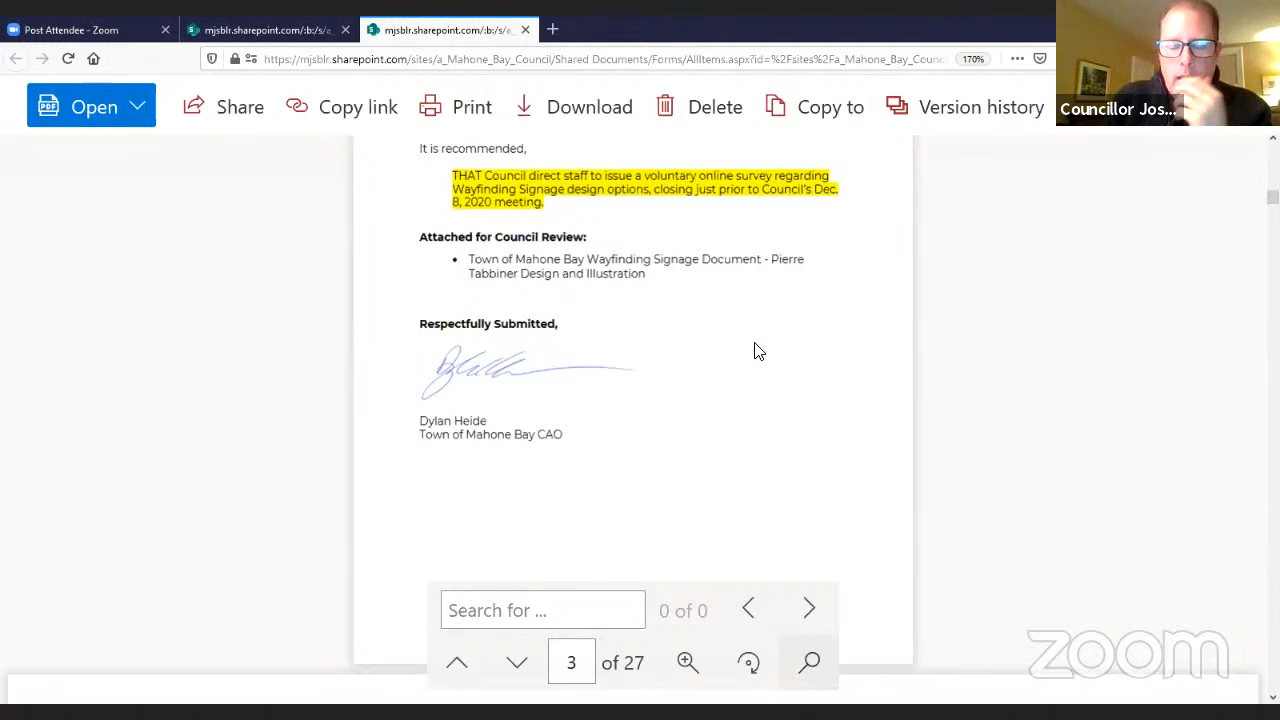 Post Attendee - Zoom
mjsblr.sharepoint.com/:b:/s/a_
mjsblr.sharepoint.com/:b:/s/a_
https://mjsblr.sharepoint.com/sites/a_Mahone_Bay_Council/Shared Documents/Forms/AllItems.aspx?id=%2Fsites%2Fa_Mahone_Bay_Counc
170%
Councillor Jos...
PDF Open
Share
Copy link
Print
Download
Delete
Copy to
Version history
It is recommended,
THAT Council direct staff to issue a voluntary online survey regarding
Wayfinding Signage design options, closing just prior to Council's Dec.
8, 2020 meeting.
Attached for Council Review:
• Town of Mahone Bay Wayfinding Signage Document - Pierre
Tabbiner Design and Illustration
Respectfully Submitted,
Dylan Heide
Town of Mahone Bay CAO
Search for ...
0 of 0
3 of 27
zoom